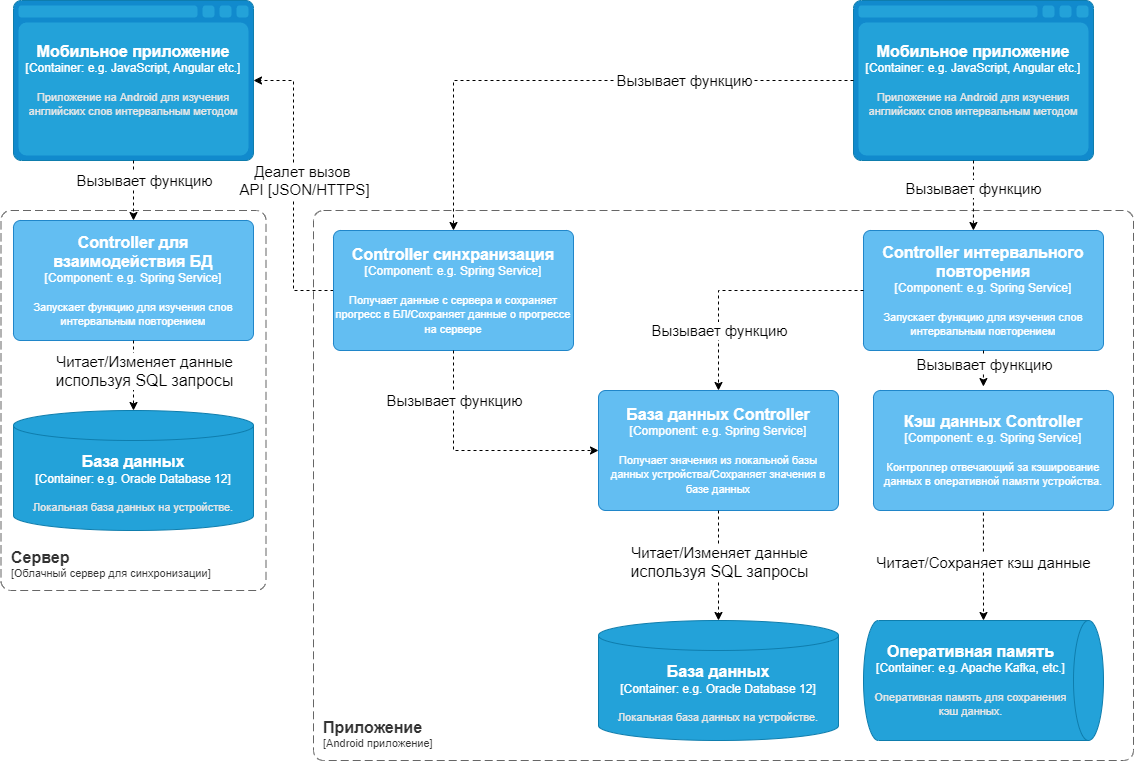 Мобильное приложение
[Container: e.g. JavaScript, Angular etc.]
Приложение на Android для изучения
английских слов интервальным методом
Мобильное приложение
[Container: e.g. JavaScript, Angular etc.]
Приложение на Android для изучения
английских слов интервальным методом
Вызывает функцию
Деалет вызов
API [JSON/HTTPS]
Вызывает функцию
Вызывает функцию
Controller для
взаимодействия БД
[Component: e.g. Spring Service]
Запускает функцию для изучения слов
интервальным повторением
Controller синхранизация
[Component: e.g. Spring Service]
Получает данные с сервера и сохраняет
прогресс в БЛ/Сохраняет данные о прогрессе
на сервере
Controller интервального
повторения
[Component: e.g. Spring Service]
Запускает функцию для изучения слов
интервальным повторением
Вызывает функцию
Читает/Изменяет данные
используя SQL запросы
Вызывает функцию
Вызывает функцию
База данных
[Container: e.g. Oracle Database 12]
Локальная база данных на устройстве.
База данных Controller
[Component: e.g. Spring Service]
Получает значения из локальной базы
данных устройства/Сохраняет значения в
базе данных
Кэш данных Controller
[Component: e.g. Spring Service]
Контроллер отвечающий за кэширование
данных в оперативной памяти устройства.
Сервер
[Облачный сервер для синхронизации]
Читает/Изменяет данные
используя SQL запросы
Читает/Сохраняет кэш данные
База данных
[Container: e.g. Oracle Database 12]
Локальная база данных на устройстве.
Оперативная память
[Container: e.g. Apache Kafka, etc.]
Оперативная память для сохранения
кэш данных.
Приложение
[Android приложение]